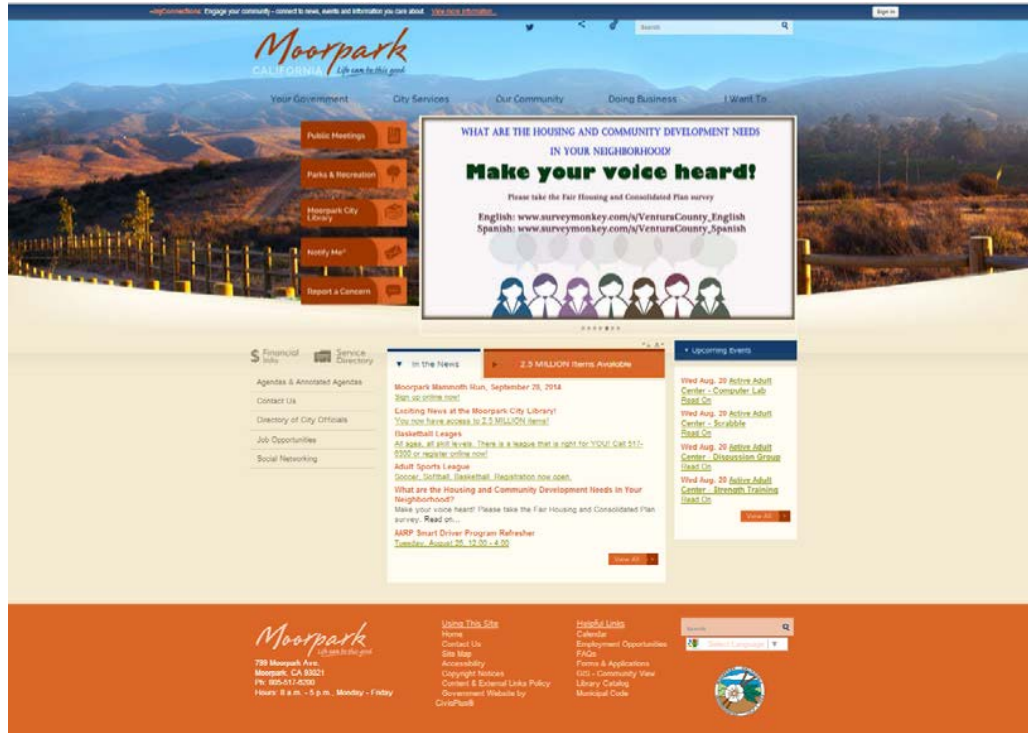 myConnections: Engage your community - connect to news, events and information you care about. View more information...
Sign In
Search
Moorpark
CALIFORNIA Life can be this good
Your Government
City Services
Our Community
Doing Business
I Want To
Public Meetings
Parks & Recreation
Moorpark City
Library
Notify Me®
Report a Concern
WHAT ARE THE HOUSING AND COMMUNITY DEVELOPMENT NEEDS
IN YOUR NEIGHBORHOOD?
Make your voice heard!
Please take the Fair Housing and Consolidated Plan survey
English: www.surveymonkey.com/s/VenturaCounty_English
Spanish: www.surveymonkey.com/s/VenturaCounty_Spanish
Financial
Info
Service
Directory
Agendas & Annotated Agendas
Contact Us
Directory of City Officials
Job Opportunities
Social Networking
In the News
2.5 MILLION Items Available
Moorpark Mammoth Run, September 28, 2014
Sign up online now!
Exciting News at the Moorpark City Library!
You now have access to 2.5 MILLION items!
Basketball Leages
All ages, all skill levels. There is a league that is right for YOU! Call 517-
6300 or register online now!
Adult Sports League
Soccer, Softball, Basketball. Registration now open.
What are the Housing and Community Development Needs in Your
Neighborhood?
Make your voice heard! Please take the Fair Housing and Consolidated Plan
survey. Read on...
AARP Smart Driver Program Refresher
Tuesday, August 26, 12:00 - 4:00
View All
Upcoming Events
Wed Aug. 20 Active Adult
Center - Computer Lab
Read On
Wed Aug. 20 Active Adult
Center - Scrabble
Read On
Wed Aug. 20 Active Adult
Center - Discussion Group
Read On
Wed Aug. 20 Active Adult
Center - Strength Training
Read On
View All
Moorpark
Life can be this good
799 Moorpark Ave.
Moorpark, CA 93021
Ph: 805-517-6200
Hours: 8 a.m. - 5 p.m., Monday - Friday
Using This Site
Home
Contact Us
Site Map
Accessibility
Copyright Notices
Content & External Links Policy
Government Website by
CivicPlus®
Helpful Links
Calendar
Employment Opportunities
FAQs
Forms & Applications
GIS - Community View
Library Catalog
Municipal Code
Search
Select Language